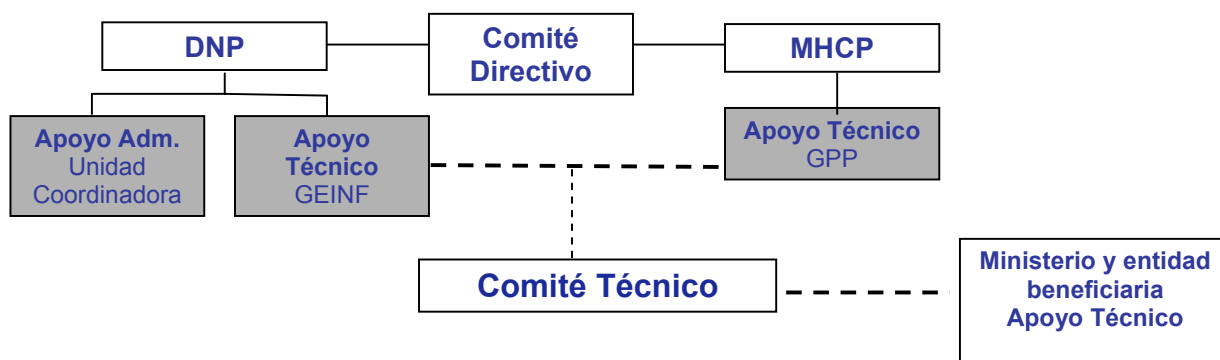 DNP
Comité
Directivo
MHCP
Apoyo Adm.
Unidad
Coordinadora
Apoyo
Técnico
GEINF
Apoyo Técnico
GPP
Comité Técnico
Ministerio y entidad
beneficiaria
Apoyo Técnico